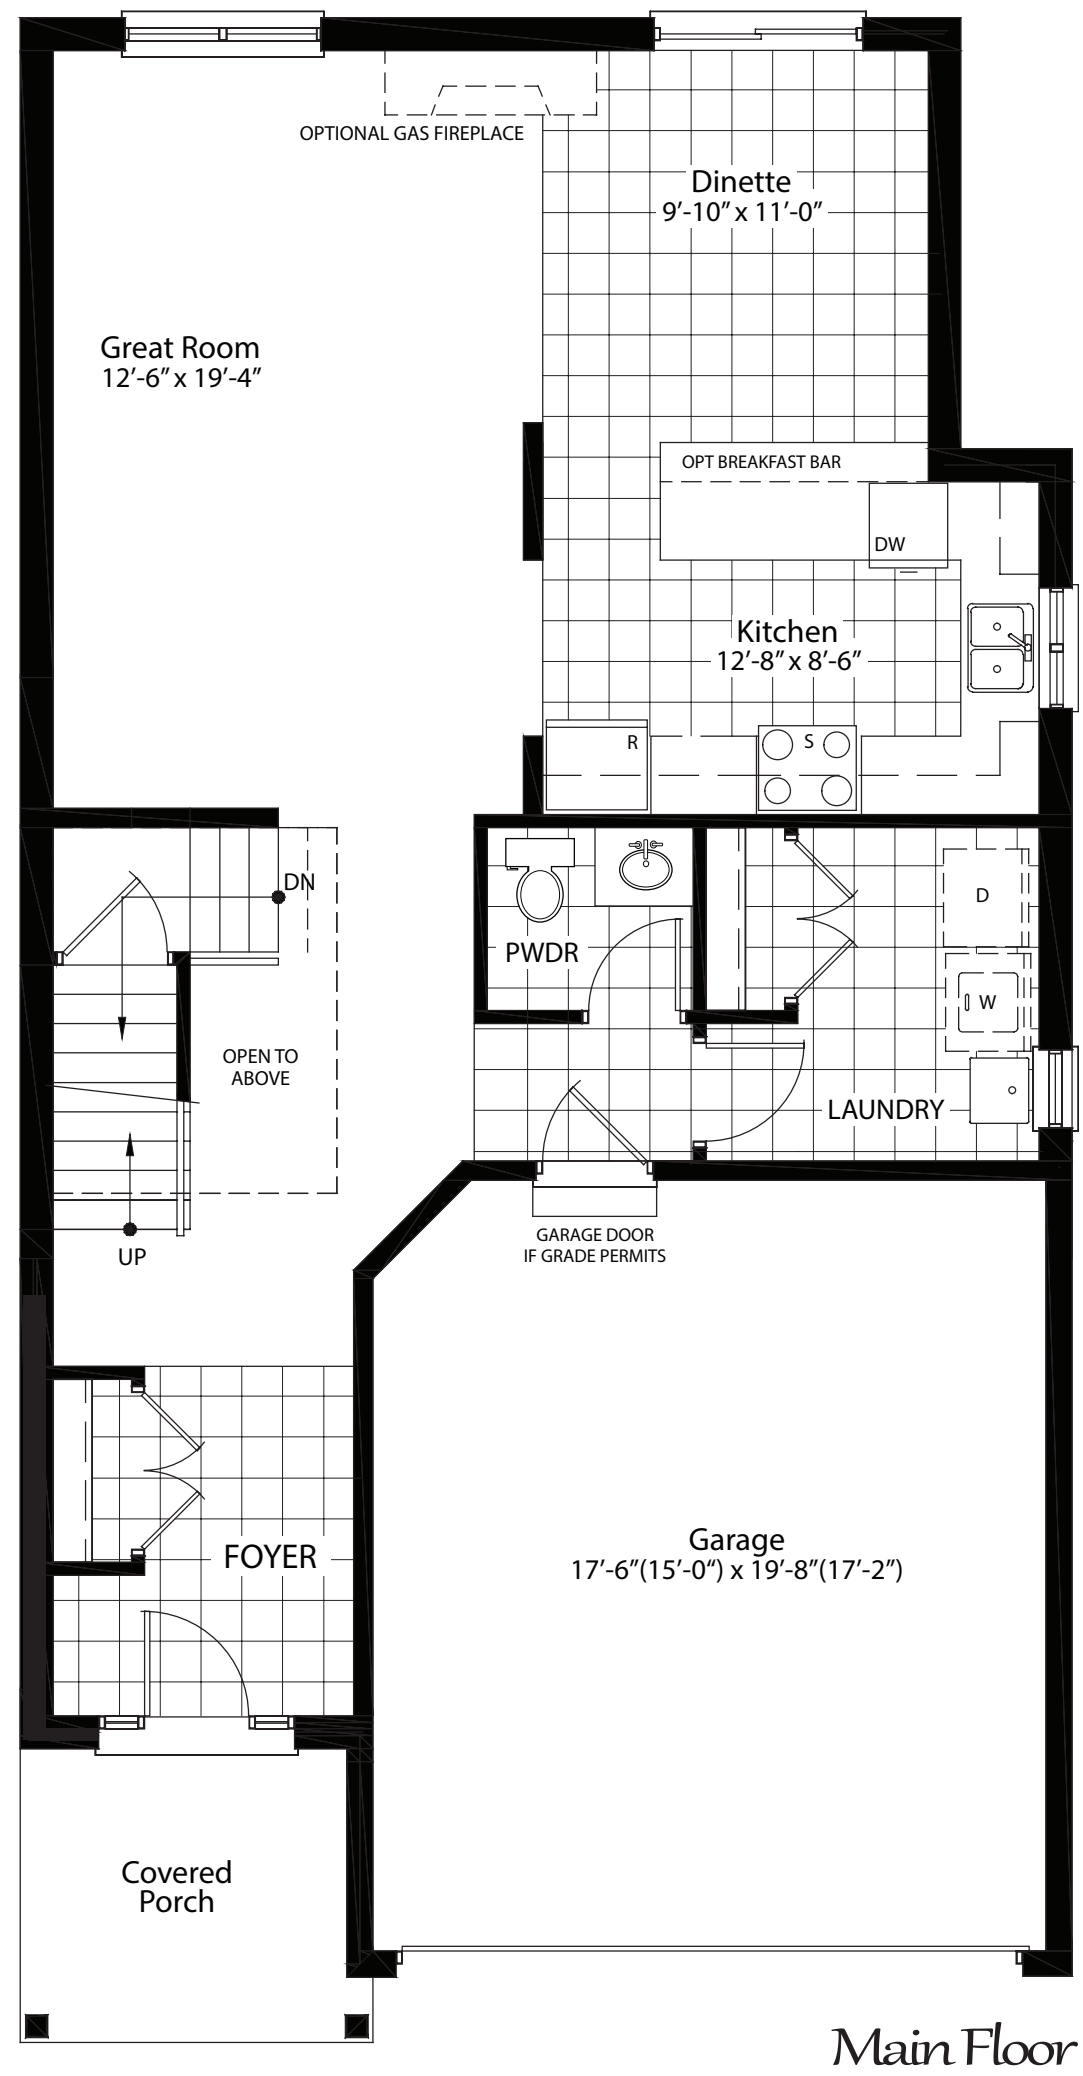 OPTIONAL GAS FIREPLACE
Dinette
9'-10" x 11'-0"
Great Room
12'-6" x 19'-4"
OPT BREAKFAST BAR
DW
Kitchen
12'-8" x 8'-6"
R
S
DN
D
PWDR
W
OPEN TO
ABOVE
LAUNDRY
UP
GARAGE DOOR
IF GRADE PERMITS
Garage
17'-6"(15'-0") x 19'-8"(17'-2")
FOYER
Covered
Porch
Main Floor